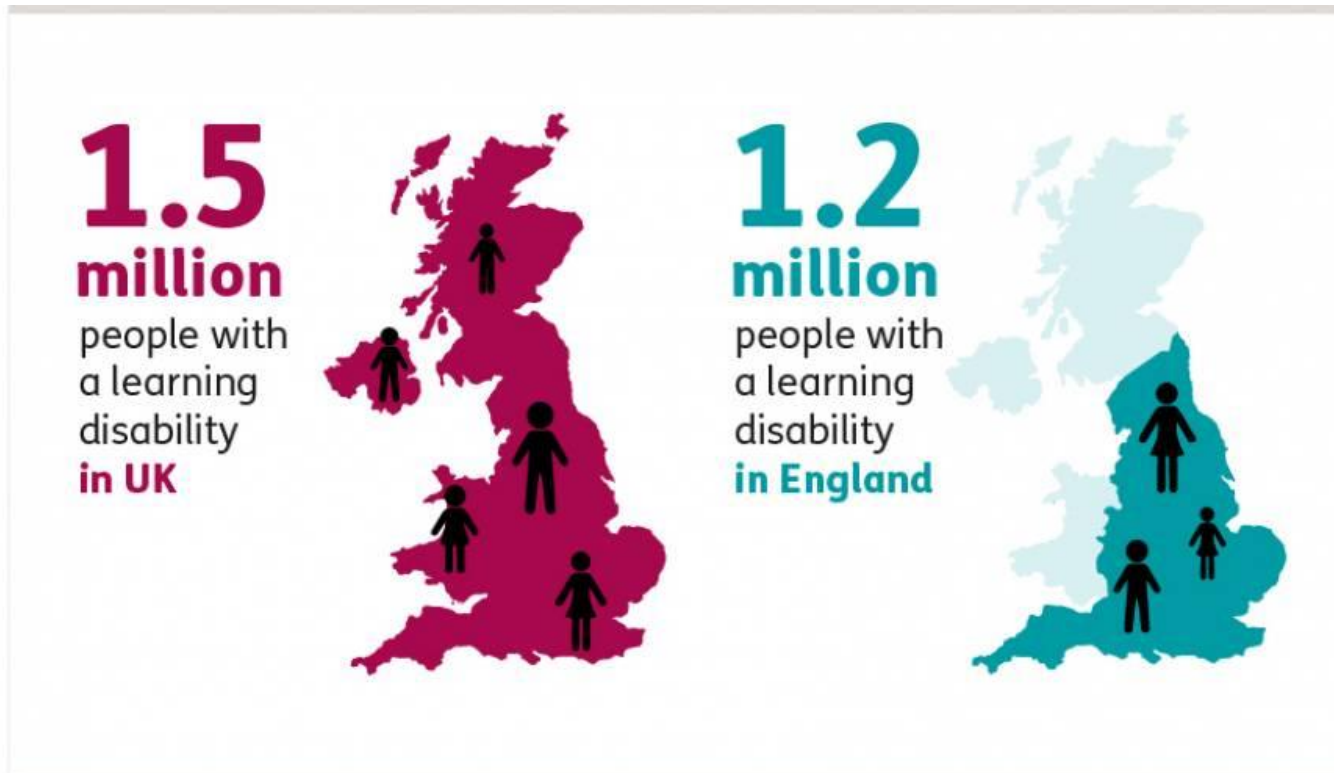 1.5
million
people with
a learning
disability
in UK
1.2
million
people with
a learning
disability
in England